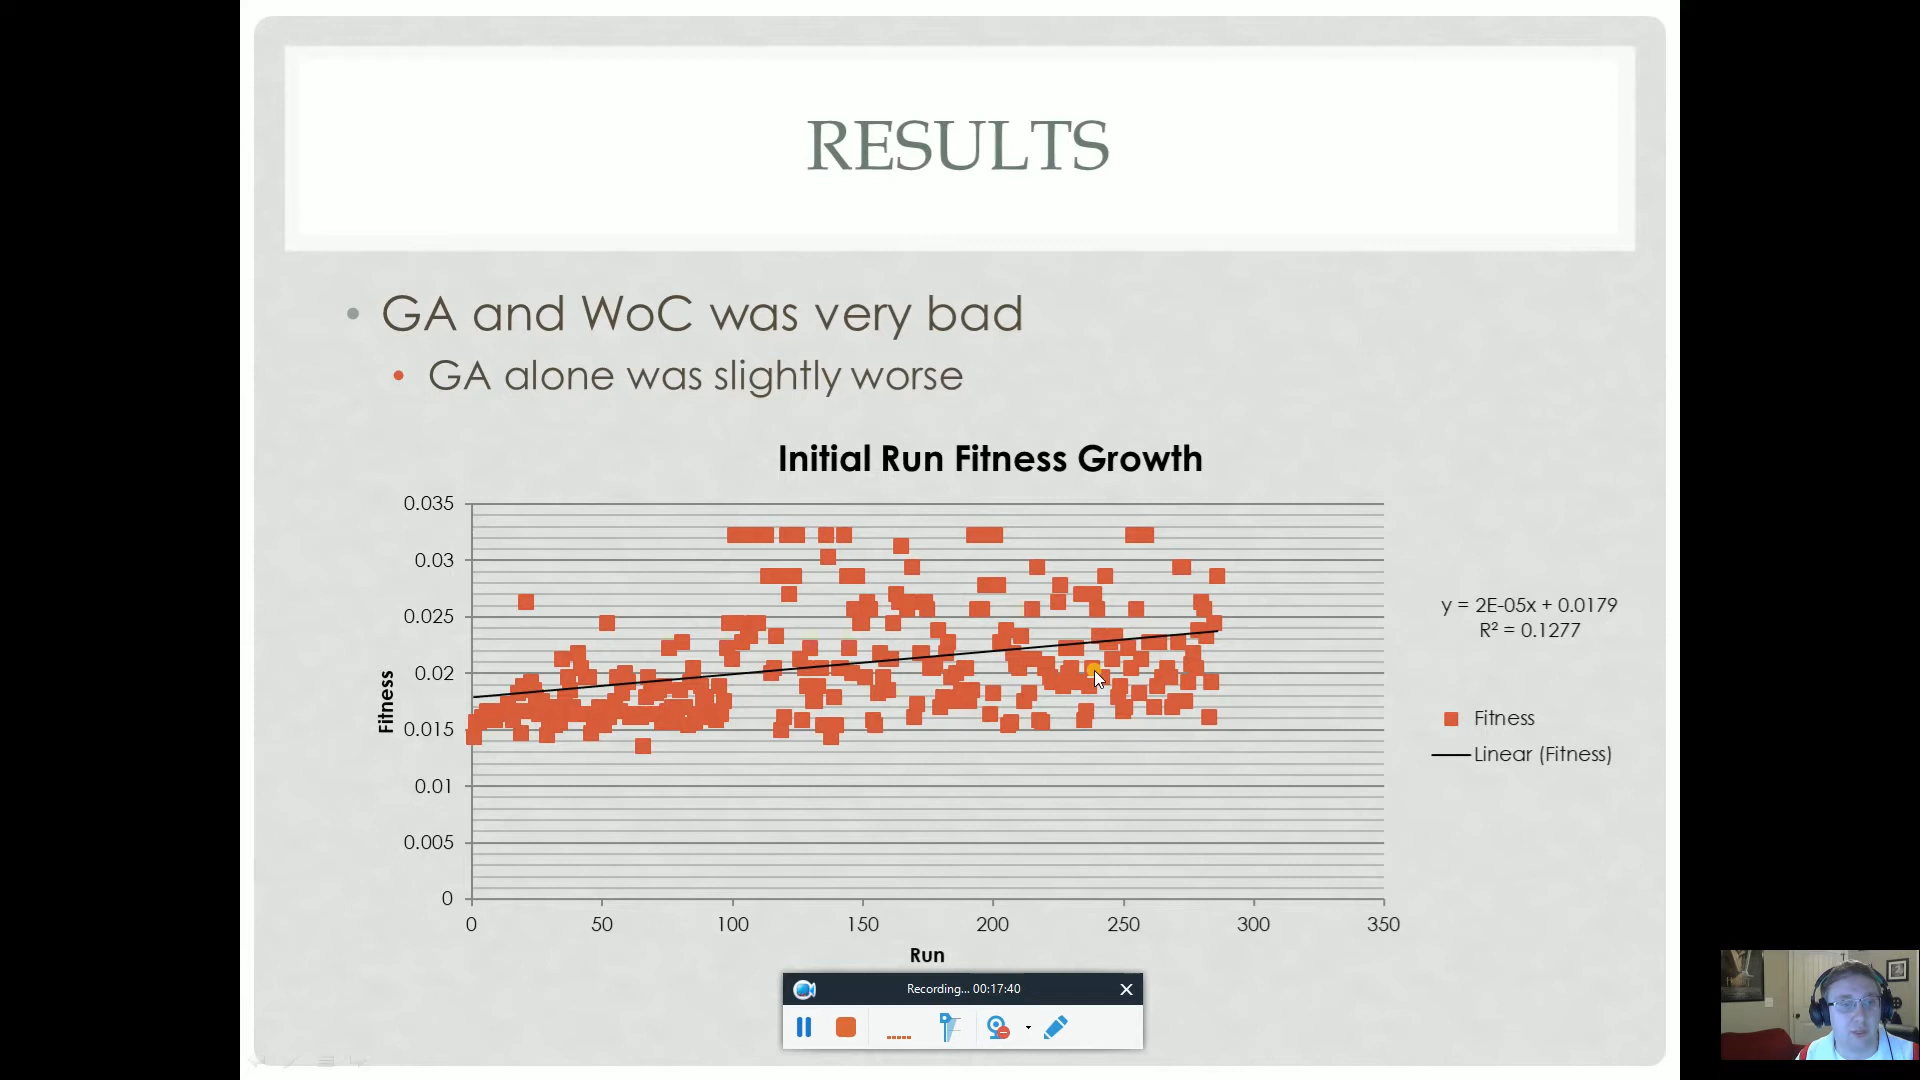 RESULTS
• GA and WoC was very bad
• GA alone was slightly worse
Initial Run Fitness Growth
0.035
0.03
0.025
0.02
0.015
0.01
0.005
0
Fitness
0 50 100 150 200 250 300 350
Run
y = 2E-05x + 0.0179
R² = 0.1277
Fitness
Linear (Fitness)
Recording... 00:17:40